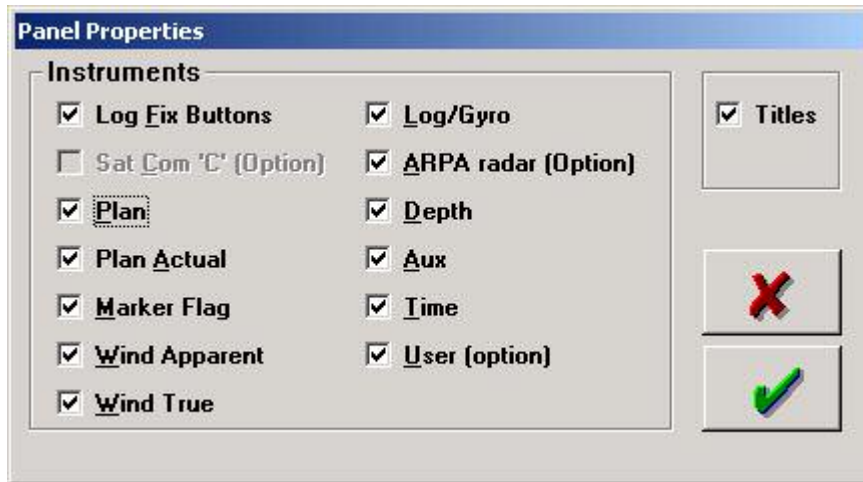 Panel Properties
Instruments
Log Fix Buttons
Sat Com 'C' (Option)
Plan
Plan Actual
Marker Flag
Wind Apparent
Wind True
Log/Gyro
ARPA radar (Option)
Depth
Aux
Time
User (option)
Titles